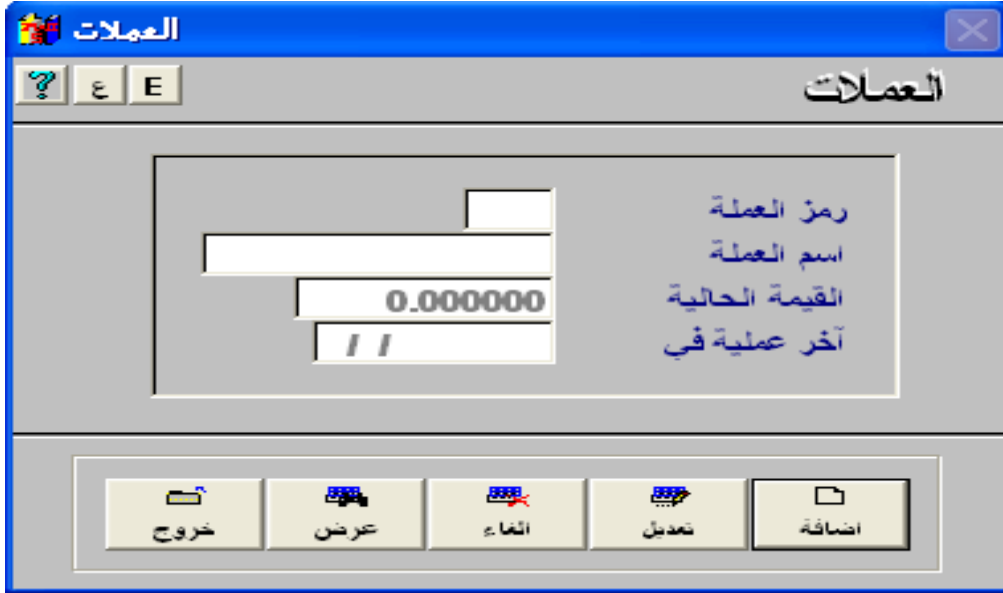 العملات
العملات
؟ ع E
رمز العملة
اسم العملة
القيمة الحالية 0.000000
آخر عملية في / /
اضافة تعديل الغاء عرض خروج